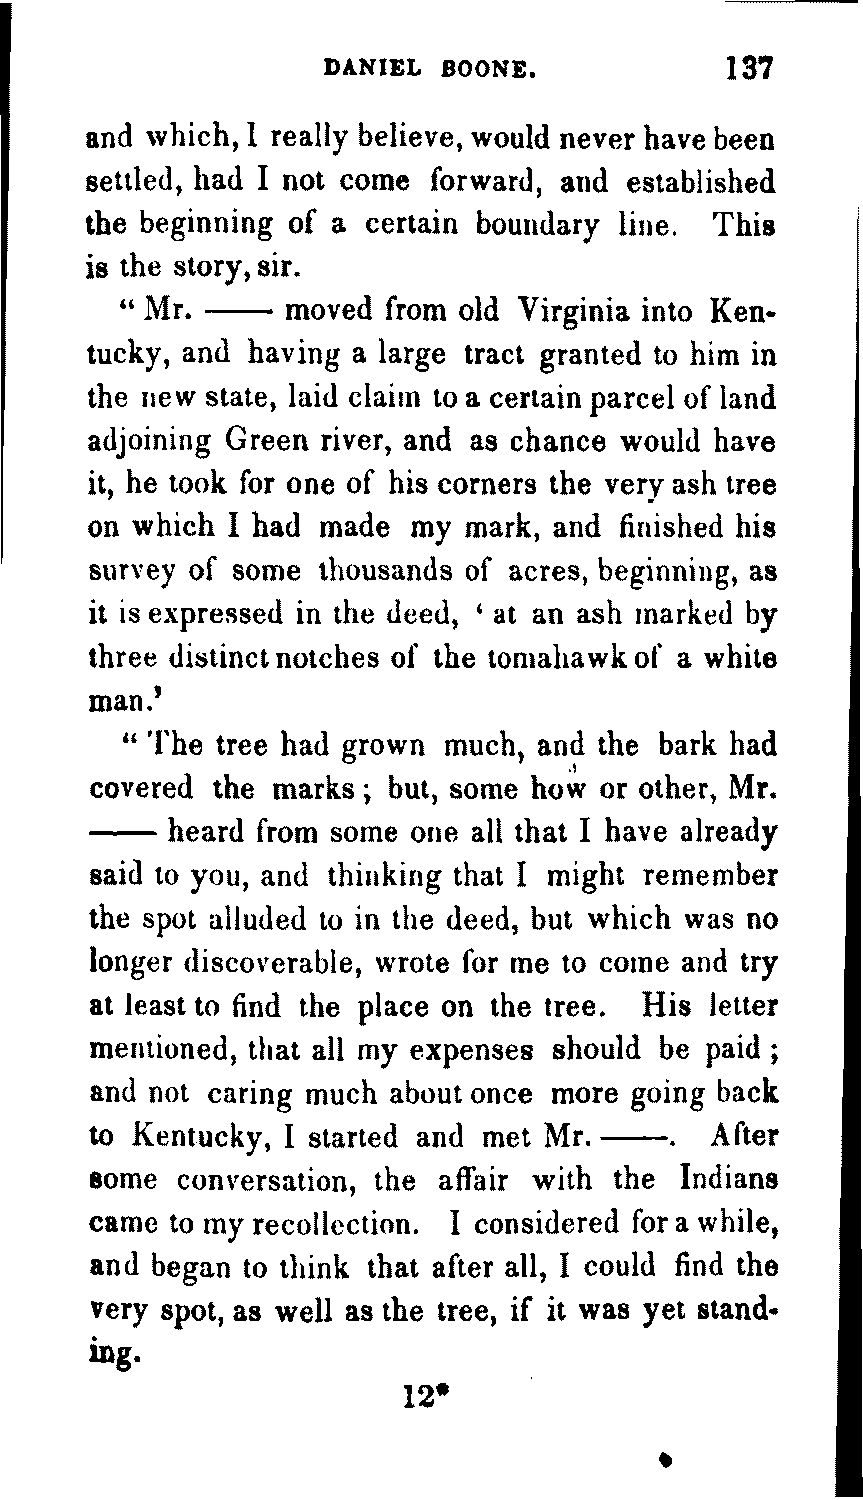 DANIEL BOONE. 137
and which, I really believe, would never have been
settled, had I not come forward, and established
the beginning of a certain boundary line. This
is the story, sir.
“ Mr. —— moved from old Virginia into Ken-
tucky, and having a large tract granted to him in
the new state, laid claim to a certain parcel of land
adjoining Green river, and as chance would have
it, he took for one of his corners the very ash tree
on which I had made my mark, and finished his
survey of some thousands of acres, beginning, as
it is expressed in the deed, ‘ at an ash marked by
three distinct notches of the tomahawk of a white
man.’
“ The tree had grown much, and the bark had
covered the marks ; but, some how or other, Mr.
—— heard from some one all that I have already
said to you, and thinking that I might remember
the spot alluded to in the deed, but which was no
longer discoverable, wrote for me to come and try
at least to find the place on the tree. His letter
mentioned, that all my expenses should be paid ;
and not caring much about once more going back
to Kentucky, I started and met Mr. ——. After
some conversation, the affair with the Indians
came to my recollection. I considered for a while,
and began to think that after all, I could find the
very spot, as well as the tree, if it was yet stand-
ing.
12*